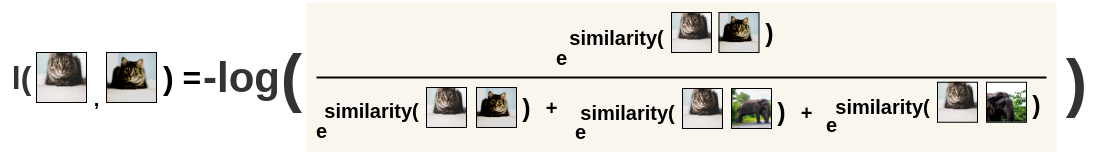 similarity( )
e
l( , ) =-log( )
similarity( ) + similarity( ) + similarity( )
e e e